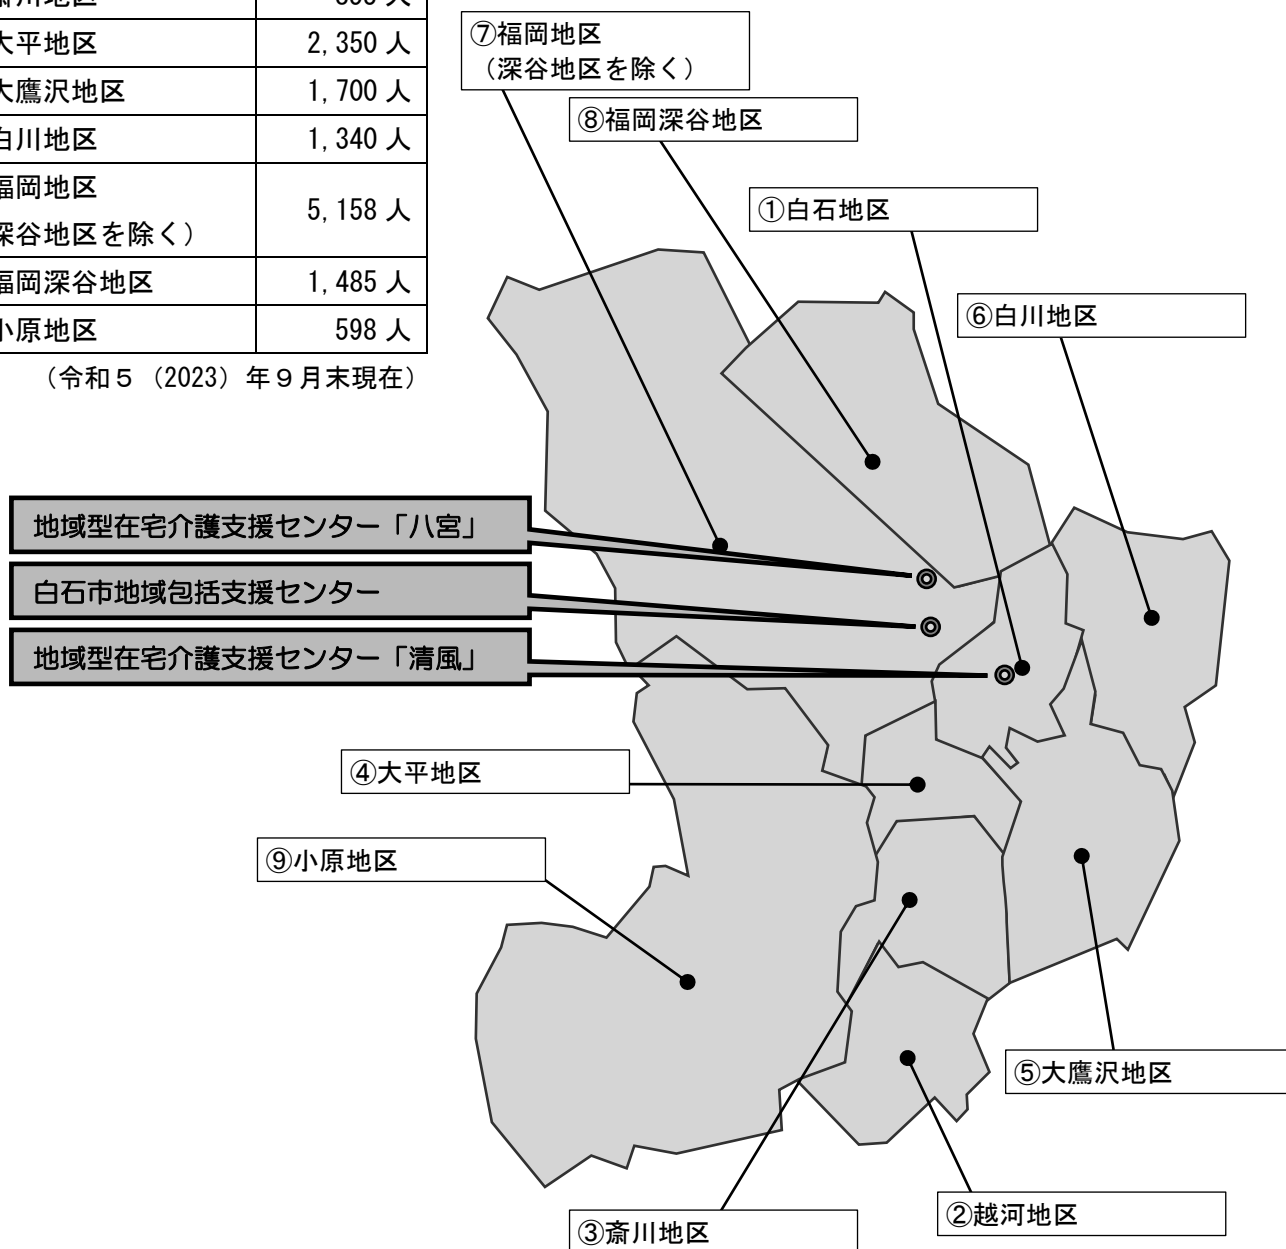 大平地区 2,350 人
大鷹沢地区 1,700 人
白川地区 1,340 人
福岡地区
深谷地区を除く） 5,158 人
福岡深谷地区 1,485 人
小原地区 598 人
（令和５（2023）年９月末現在）
⑦福岡地区
（深谷地区を除く）
⑧福岡深谷地区
①白石地区
⑥白川地区
地域型在宅介護支援センター「八宮」
白石市地域包括支援センター
地域型在宅介護支援センター「清風」
④大平地区
⑨小原地区
⑤大鷹沢地区
②越河地区
③斎川地区